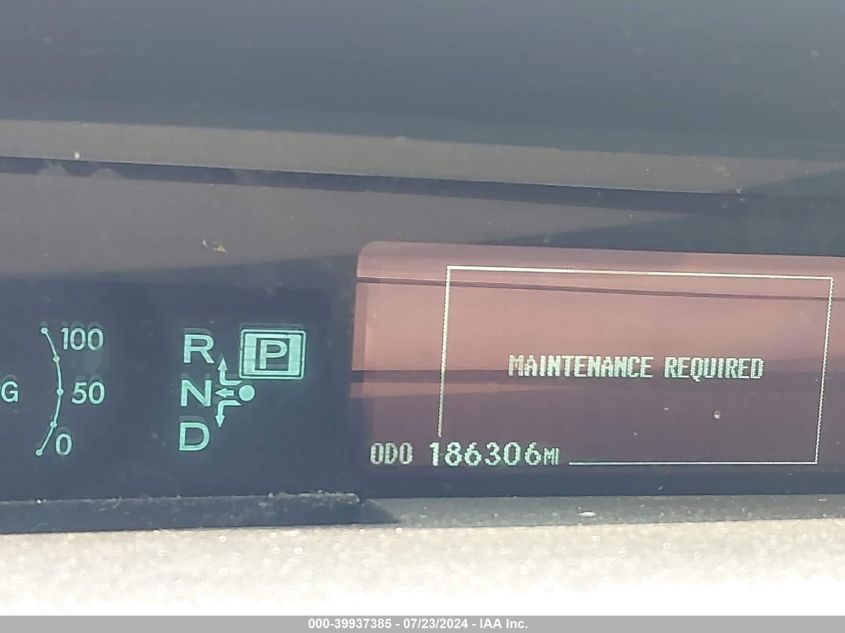 100
R P
G 50 N
0 D
MAINTENANCE REQUIRED
ODO 186306MI
000-39937385 - 07/23/2024 - IAA Inc.